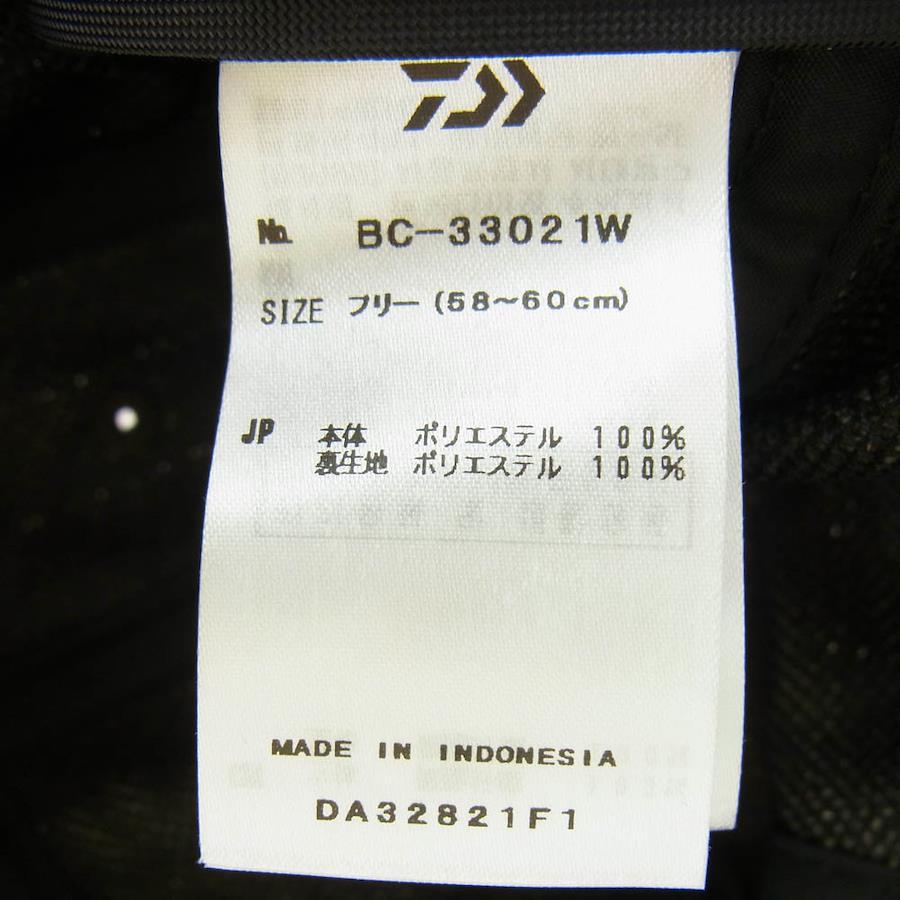 No. BC-33021W
SIZE フリー(58~60cm)
JP 本体 ポリエステル 100%
裏生地 ポリエステル 100%
MADE IN INDONESIA
DA32821F1